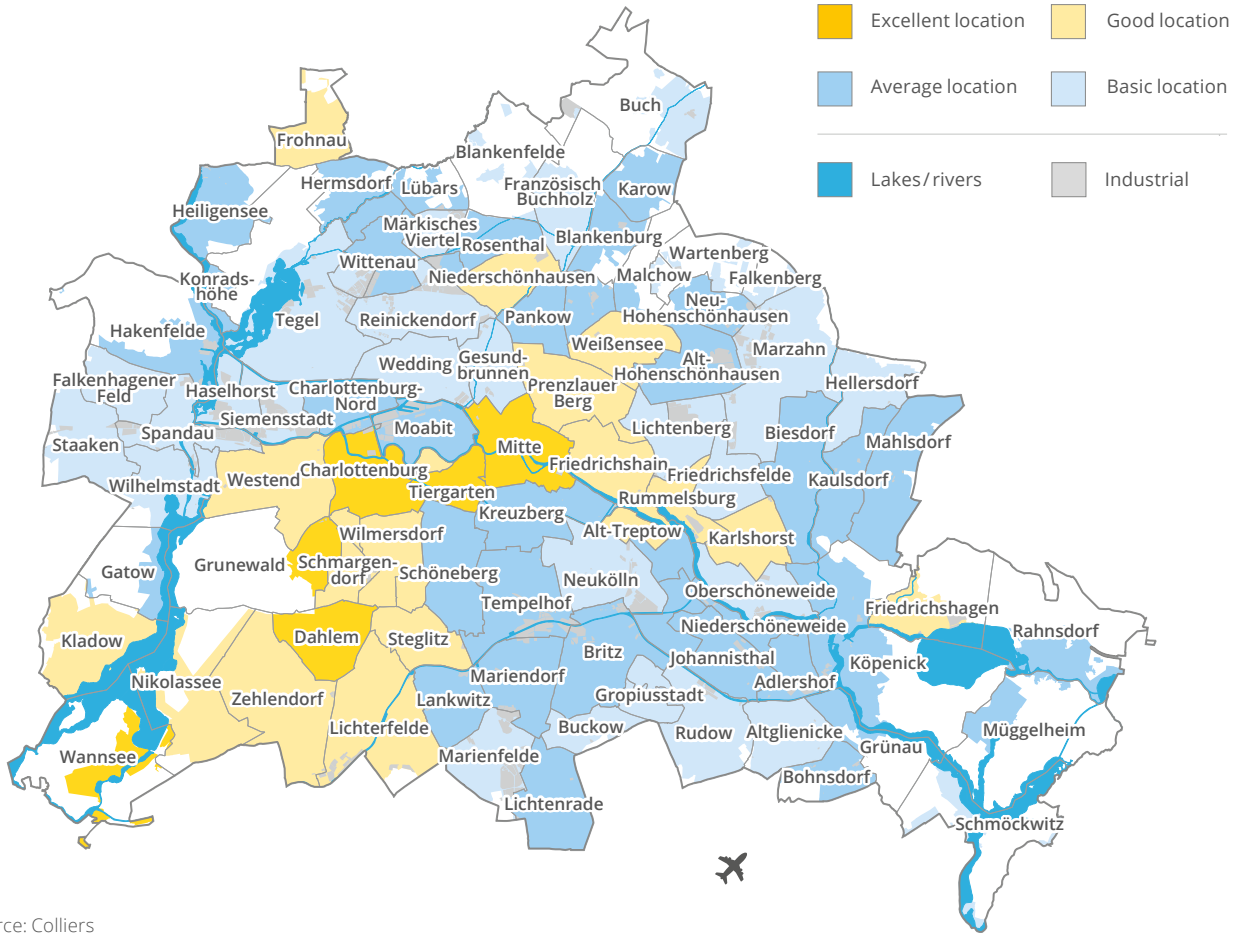 Excellent location
Good location
Average location
Basic location
Lakes/rivers
Industrial
Buch
Frohnau
Blankenfelde
Hermsdorf
Lübars
Französisch
Buchholz
Karow
Heiligensee
Märkisches
Viertel
Rosenthal
Blankenburg
Wartenberg
Wittenau
Niederschönhausen
Malchow
Falkenberg
Konrads-
höhe
Neu-
Hohenschönhausen
Hakenfelde
Tegel
Reinickendorf
Pankow
Weißensee
Marzahn
Wedding
Gesund-
brunnen
Alt-
Hohenschönhausen
Falkenhagener
Feld
Haselhorst
Charlottenburg-
Nord
Prenzlauer
Berg
Hellersdorf
Siemensstadt
Moabit
Lichtenberg
Biesdorf
Mahlsdorf
Staaken
Spandau
Mitte
Friedrichshain
Friedrichsfelde
Kaulsdorf
Wilhelmstadt
Westend
Charlottenburg
Tiergarten
Rummelsburg
Kreuzberg
Wilmersdorf
Alt-Treptow
Karlshorst
Gatow
Grunewald
Schmargen-
dorf
Schöneberg
Neukölln
Oberschöneweide
Tempelhof
Friedrichshagen
Kladow
Dahlem
Steglitz
Niederschöneweide
Rahnsdorf
Britz
Johannisthal
Köpenick
Nikolassee
Mariendorf
Adlershof
Zehlendorf
Lankwitz
Gropiusstadt
Lichterfelde
Buckow
Rudow
Altglienicke
Müggelheim
Wannsee
Marienfelde
Grünau
Bohnsdorf
Lichtenrade
Schmöckwitz
rce: Colliers